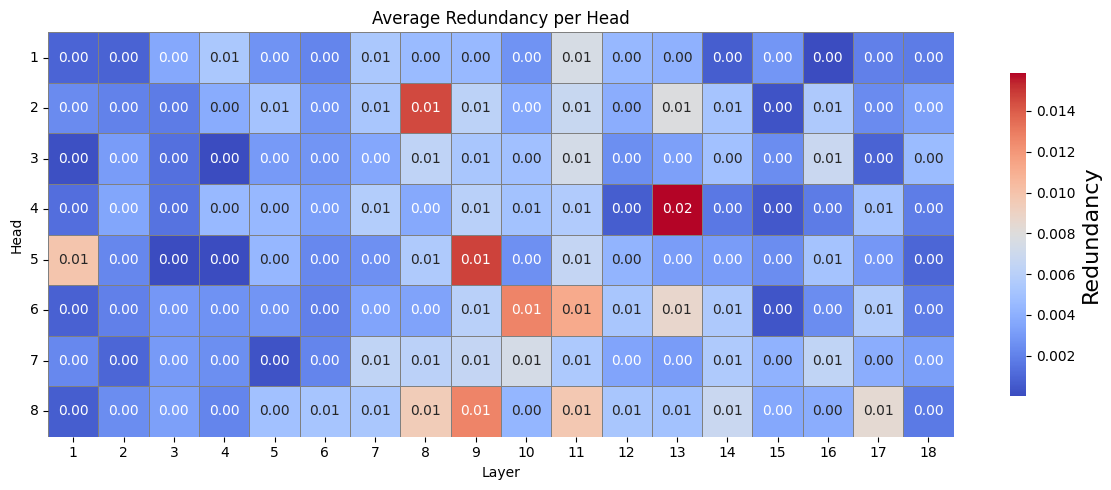 Average Redundancy per Head
1 0.00 0.00 0.00 0.01 0.00 0.00 0.01 0.00 0.00 0.00 0.01 0.00 0.00 0.00 0.00 0.00 0.00 0.00
2 0.00 0.00 0.00 0.00 0.01 0.00 0.01 0.01 0.01 0.00 0.01 0.00 0.01 0.01 0.00 0.01 0.00 0.00
3 0.00 0.00 0.00 0.00 0.00 0.00 0.00 0.01 0.01 0.00 0.01 0.00 0.00 0.00 0.00 0.01 0.00 0.00
4 0.00 0.00 0.00 0.00 0.00 0.00 0.01 0.00 0.01 0.01 0.01 0.00 0.02 0.00 0.00 0.00 0.01 0.00
5 0.01 0.00 0.00 0.00 0.00 0.00 0.00 0.01 0.01 0.00 0.01 0.00 0.00 0.00 0.00 0.01 0.00 0.00
6 0.00 0.00 0.00 0.00 0.00 0.00 0.00 0.00 0.01 0.01 0.01 0.01 0.01 0.01 0.00 0.00 0.01 0.00
7 0.00 0.00 0.00 0.00 0.00 0.00 0.01 0.01 0.01 0.01 0.01 0.00 0.00 0.01 0.00 0.01 0.00 0.00
8 0.00 0.00 0.00 0.00 0.00 0.01 0.01 0.01 0.01 0.00 0.01 0.01 0.01 0.01 0.00 0.00 0.01 0.00
Head
1 2 3 4 5 6 7 8 9 10 11 12 13 14 15 16 17 18
Layer
0.014
0.012
0.010
0.008
0.006
0.004
0.002
Redundancy